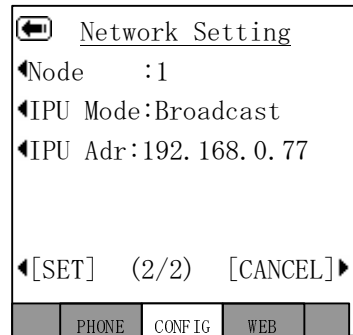 Network Setting
Node :1
IPU Mode:Broadcast
IPU Adr:192.168.0.77
[SET] (2/2) [CANCEL]
PHONE CONFIG WEB